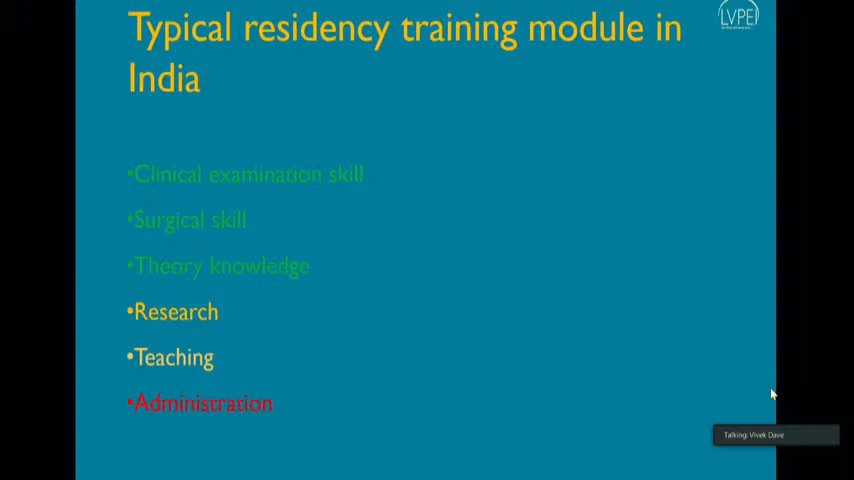 Typical residency training module in
India
LVPEI
•Clinical examination skill
•Surgical skill
•Theory knowledge
•Research
•Teaching
•Administration
Talking: Vivek Dave